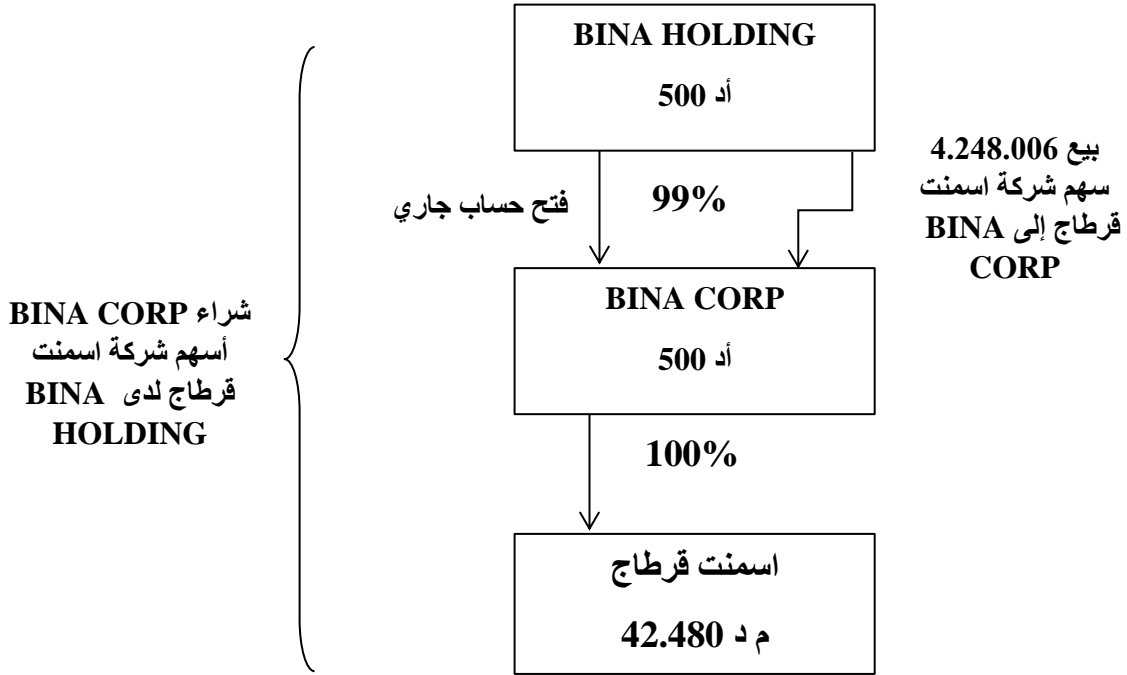 BINA HOLDING
500 أد
بيع 4.248.006
سهم شركة اسمنت
قرطاج إلى BINA
CORP
فتح حساب جاري
99%
BINA CORP
500 أد
شراء BINA CORP
أسهم شركة اسمنت
قرطاج لدى BINA
HOLDING
100%
اسمنت قرطاج
42.480 م د